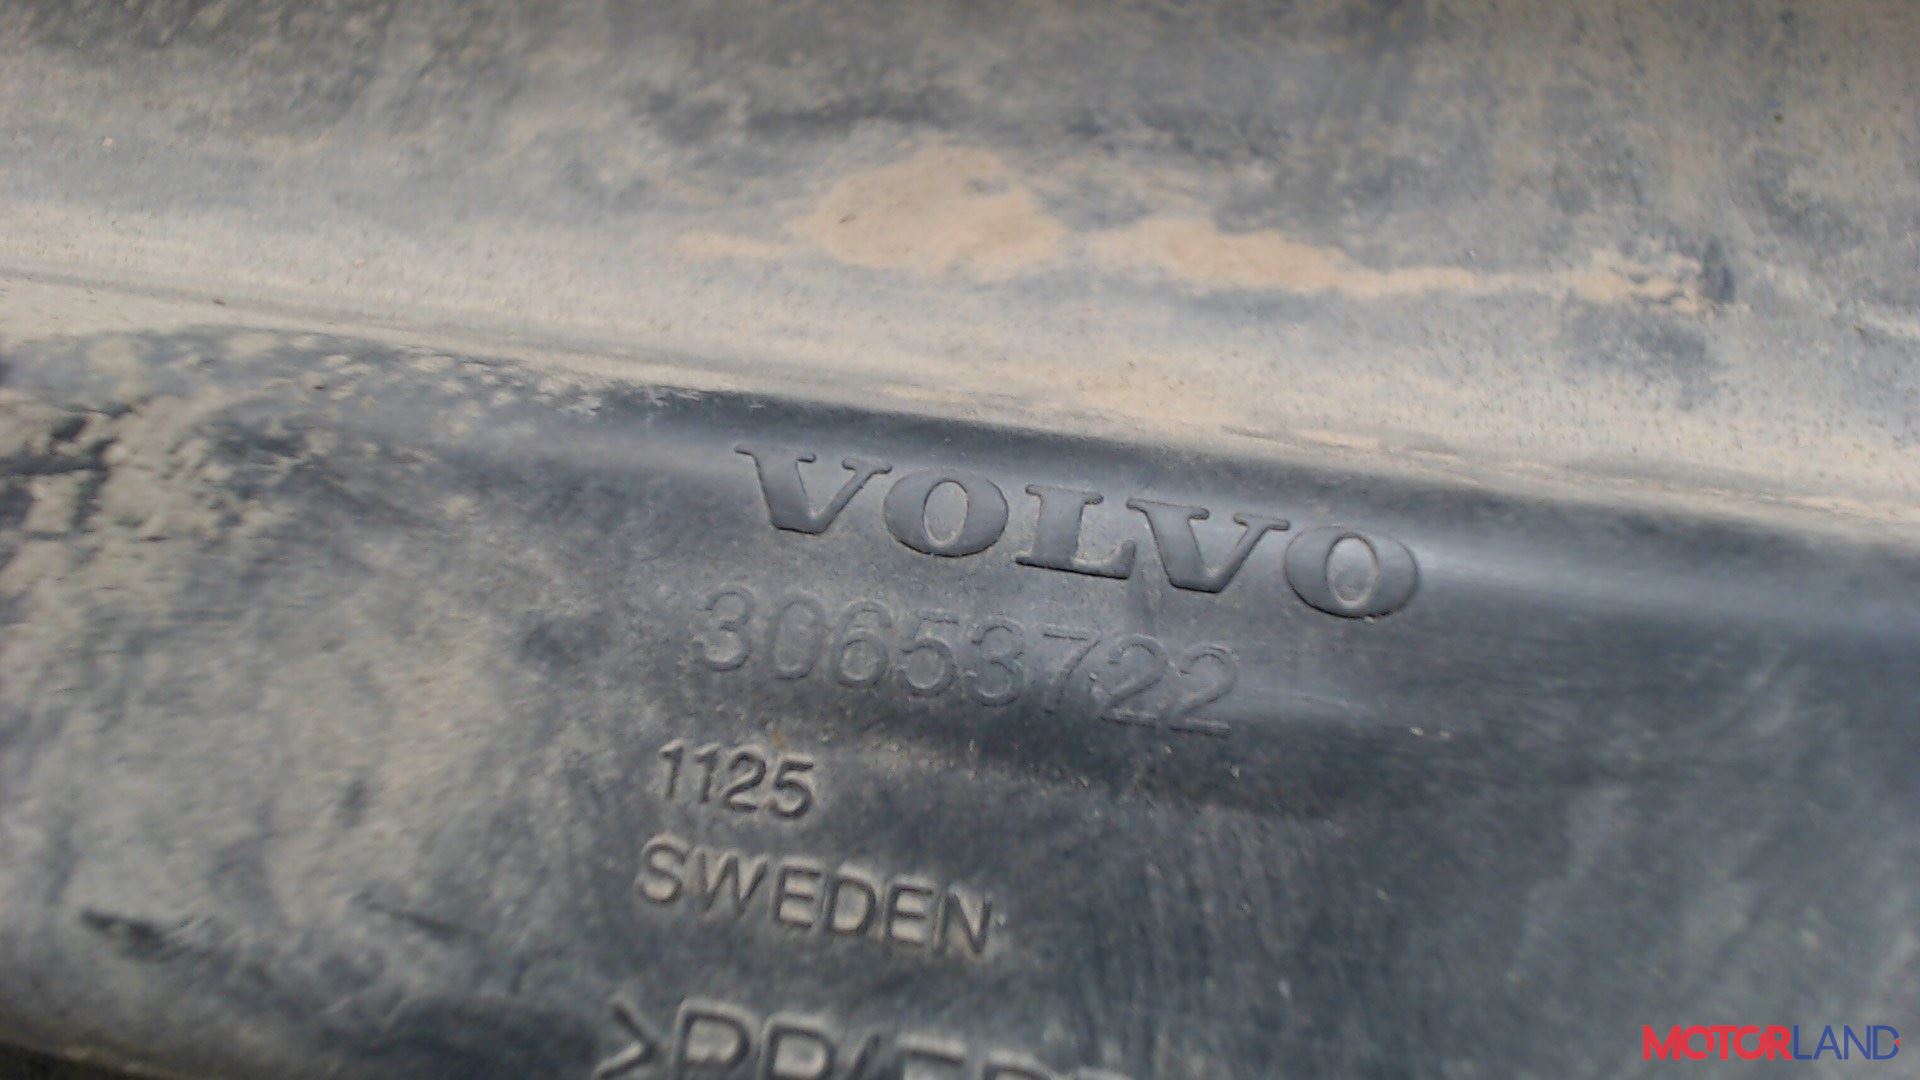 VOLVO
30653722
1125
SWEDEN
MOTORLAND